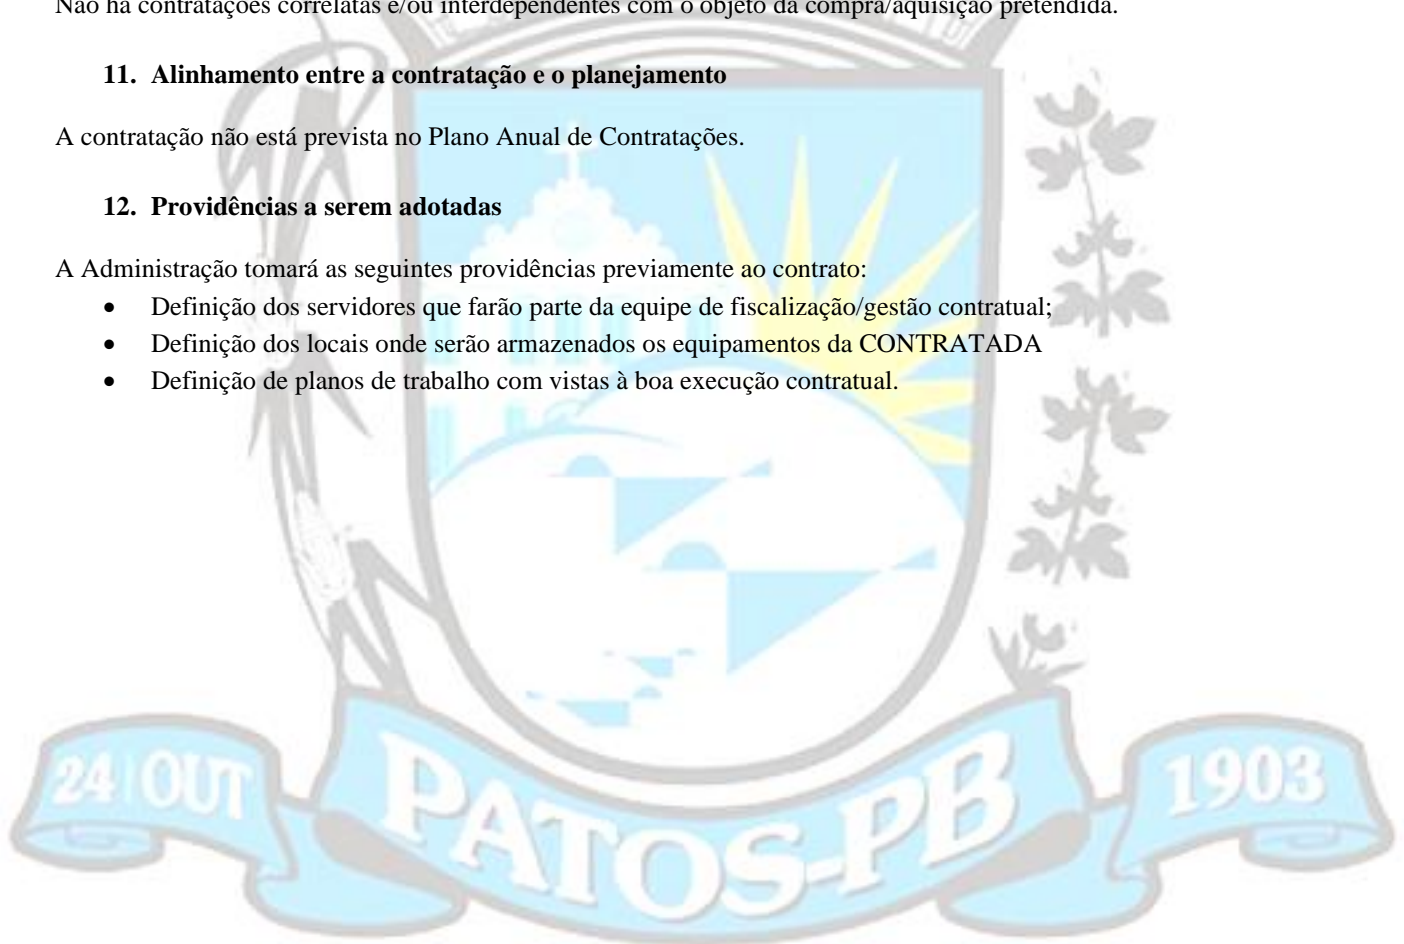 Não há contratações correlatas e/ou interdependentes com o objeto da compra/aquisição pretendida.
11. Alinhamento entre a contratação e o planejamento
A contratação não está prevista no Plano Anual de Contratações.
12. Providências a serem adotadas
A Administração tomará as seguintes providências previamente ao contrato:
• Definição dos servidores que farão parte da equipe de fiscalização/gestão contratual;
• Definição dos locais onde serão armazenados os equipamentos da CONTRATADA
• Definição de planos de trabalho com vistas à boa execução contratual.
24 OUT
PATOS-PB
1903